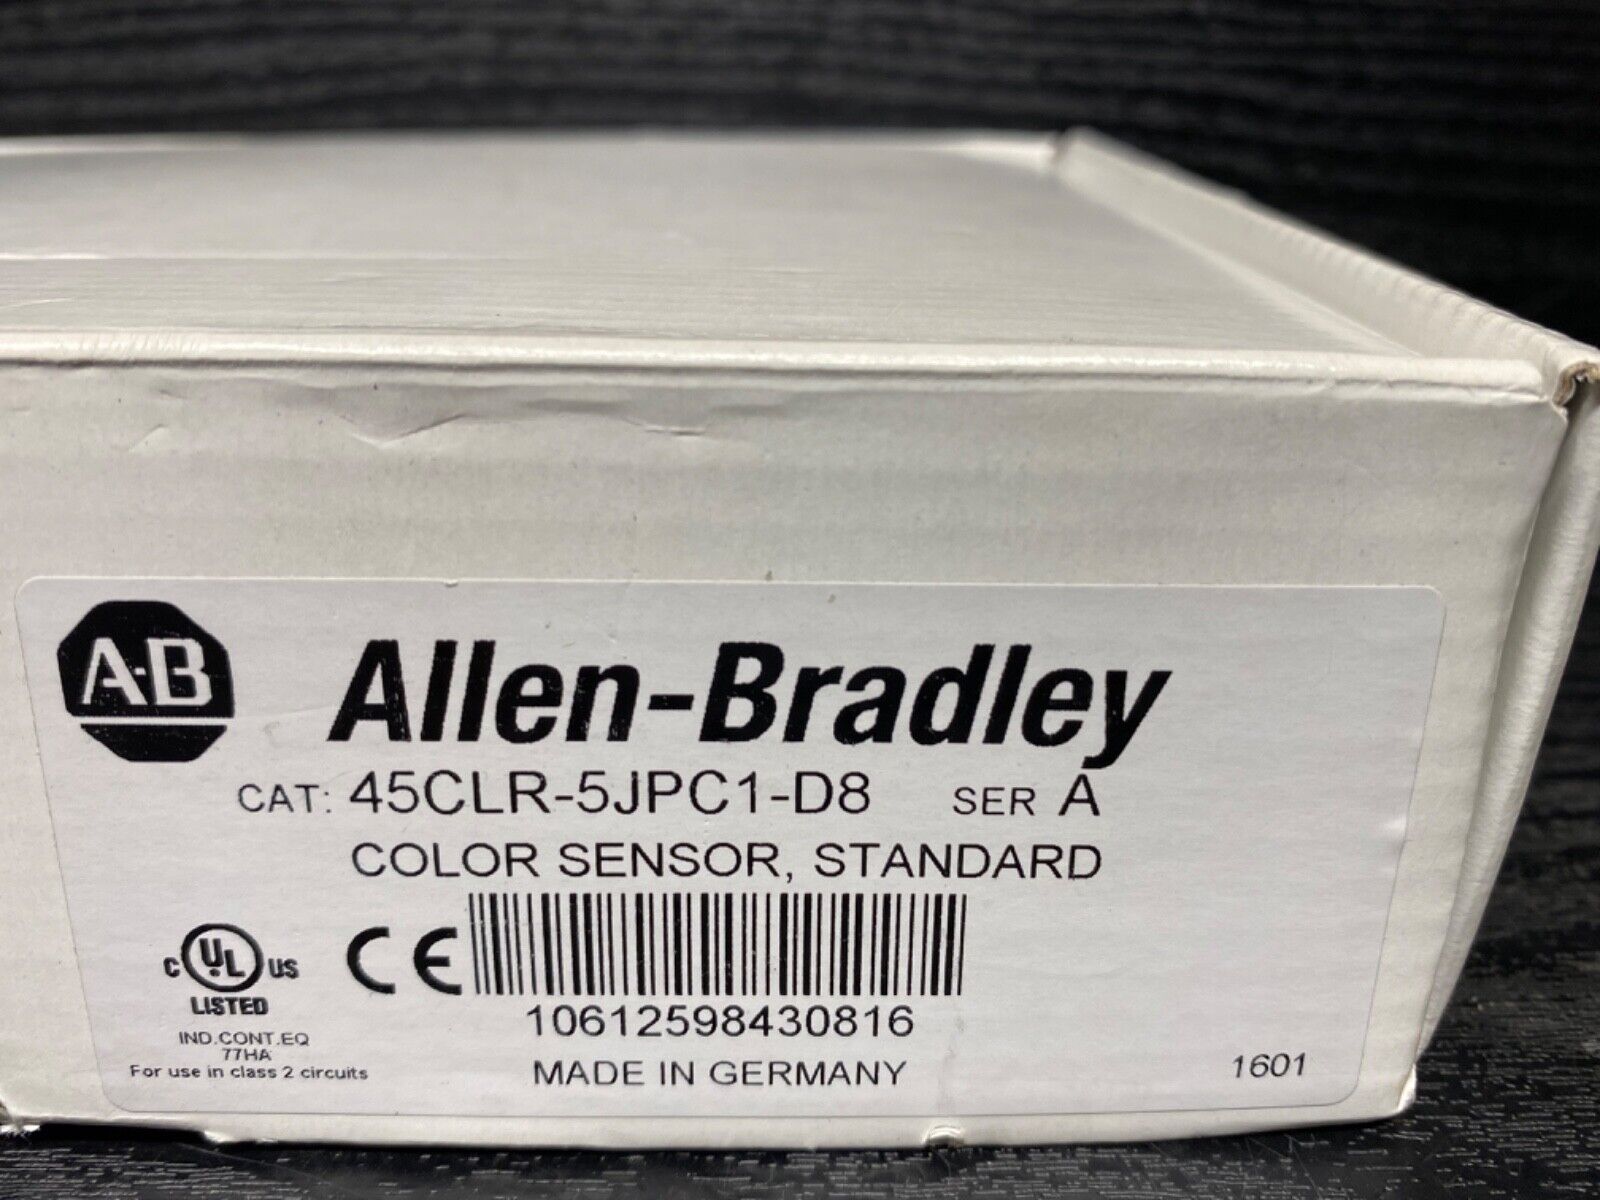 A-B Allen-Bradley
CAT: 45CLR-5JPC1-D8 SER A
COLOR SENSOR, STANDARD
C UL US
LISTED
CE
IND.CONT.EQ
77HA
For use in class 2 circuits
10612598430816
MADE IN GERMANY
1601